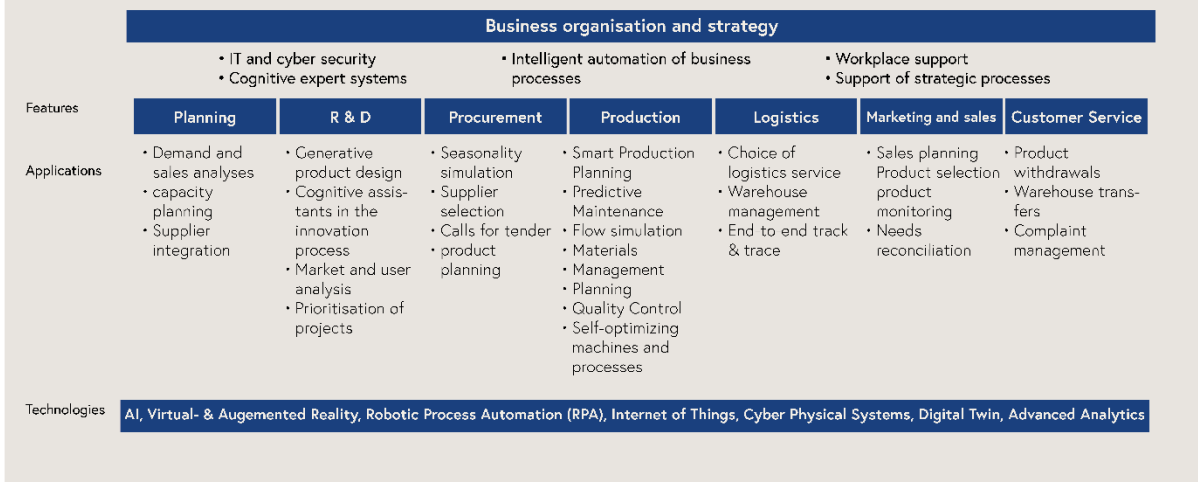 Business organisation and strategy
• IT and cyber security
• Cognitive expert systems
• Intelligent automation of business
processes
• Workplace support
• Support of strategic processes
Features
Planning
R & D
Procurement
Production
Logistics
Marketing and sales
Customer Service
Applications
• Demand and
sales analyses
• capacity
planning
• Supplier
integration
• Generative
product design
• Cognitive assis-
tants in the
innovation
process
• Market and user
analysis
• Prioritisation of
projects
• Seasonality
simulation
• Supplier
selection
• Calls for tender
• product
planning
• Smart Production
Planning
• Predictive
Maintenance
• Flow simulation
• Materials
• Management
• Planning
• Quality Control
• Self-optimizing
machines and
processes
• Choice of
logistics service
• Warehouse
management
• End to end track
& trace
• Sales planning
Product selection
product
monitoring
• Needs
reconciliation
• Product
withdrawals
• Warehouse trans-
fers
• Complaint
management
Technologies
AI, Virtual- & Augemented Reality, Robotic Process Automation (RPA), Internet of Things, Cyber Physical Systems, Digital Twin, Advanced Analytics